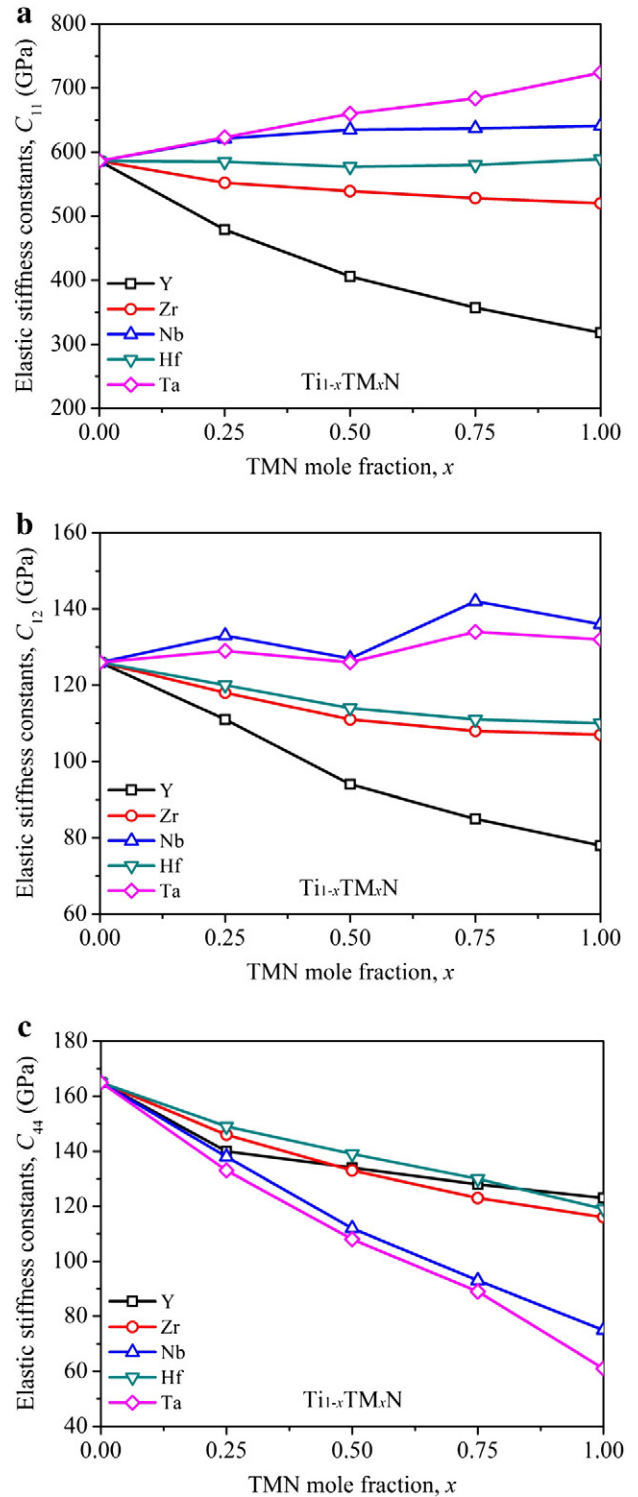 a
800
700
600
500
400
300
200
Elastic stiffness constants, C11 (GPa)
Y
Zr
Nb
Hf
Ta
Ti1-xTMxN
0.00 0.25 0.50 0.75 1.00
TMN mole fraction, x
b
160
140
120
100
80
60
Elastic stiffness constants, C12 (GPa)
Y
Zr
Nb
Hf
Ta
Ti1-xTMxN
0.00 0.25 0.50 0.75 1.00
TMN mole fraction, x
c
180
160
140
120
100
80
60
40
Elastic stiffness constants, C44 (GPa)
Y
Zr
Nb
Hf
Ta
Ti1-xTMxN
0.00 0.25 0.50 0.75 1.00
TMN mole fraction, x